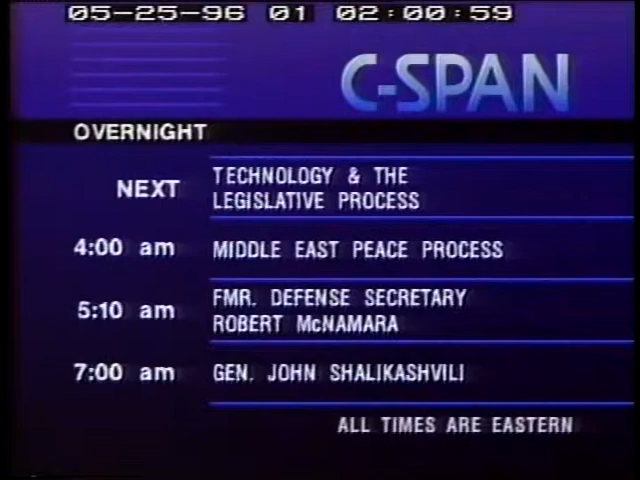 05-25-96 01 02:00:59
C-SPAN
OVERNIGHT
NEXT TECHNOLOGY & THE
LEGISLATIVE PROCESS
4:00 am MIDDLE EAST PEACE PROCESS
5:10 am FMR. DEFENSE SECRETARY
ROBERT McNAMARA
7:00 am GEN. JOHN SHALIKASHVILI
ALL TIMES ARE EASTERN